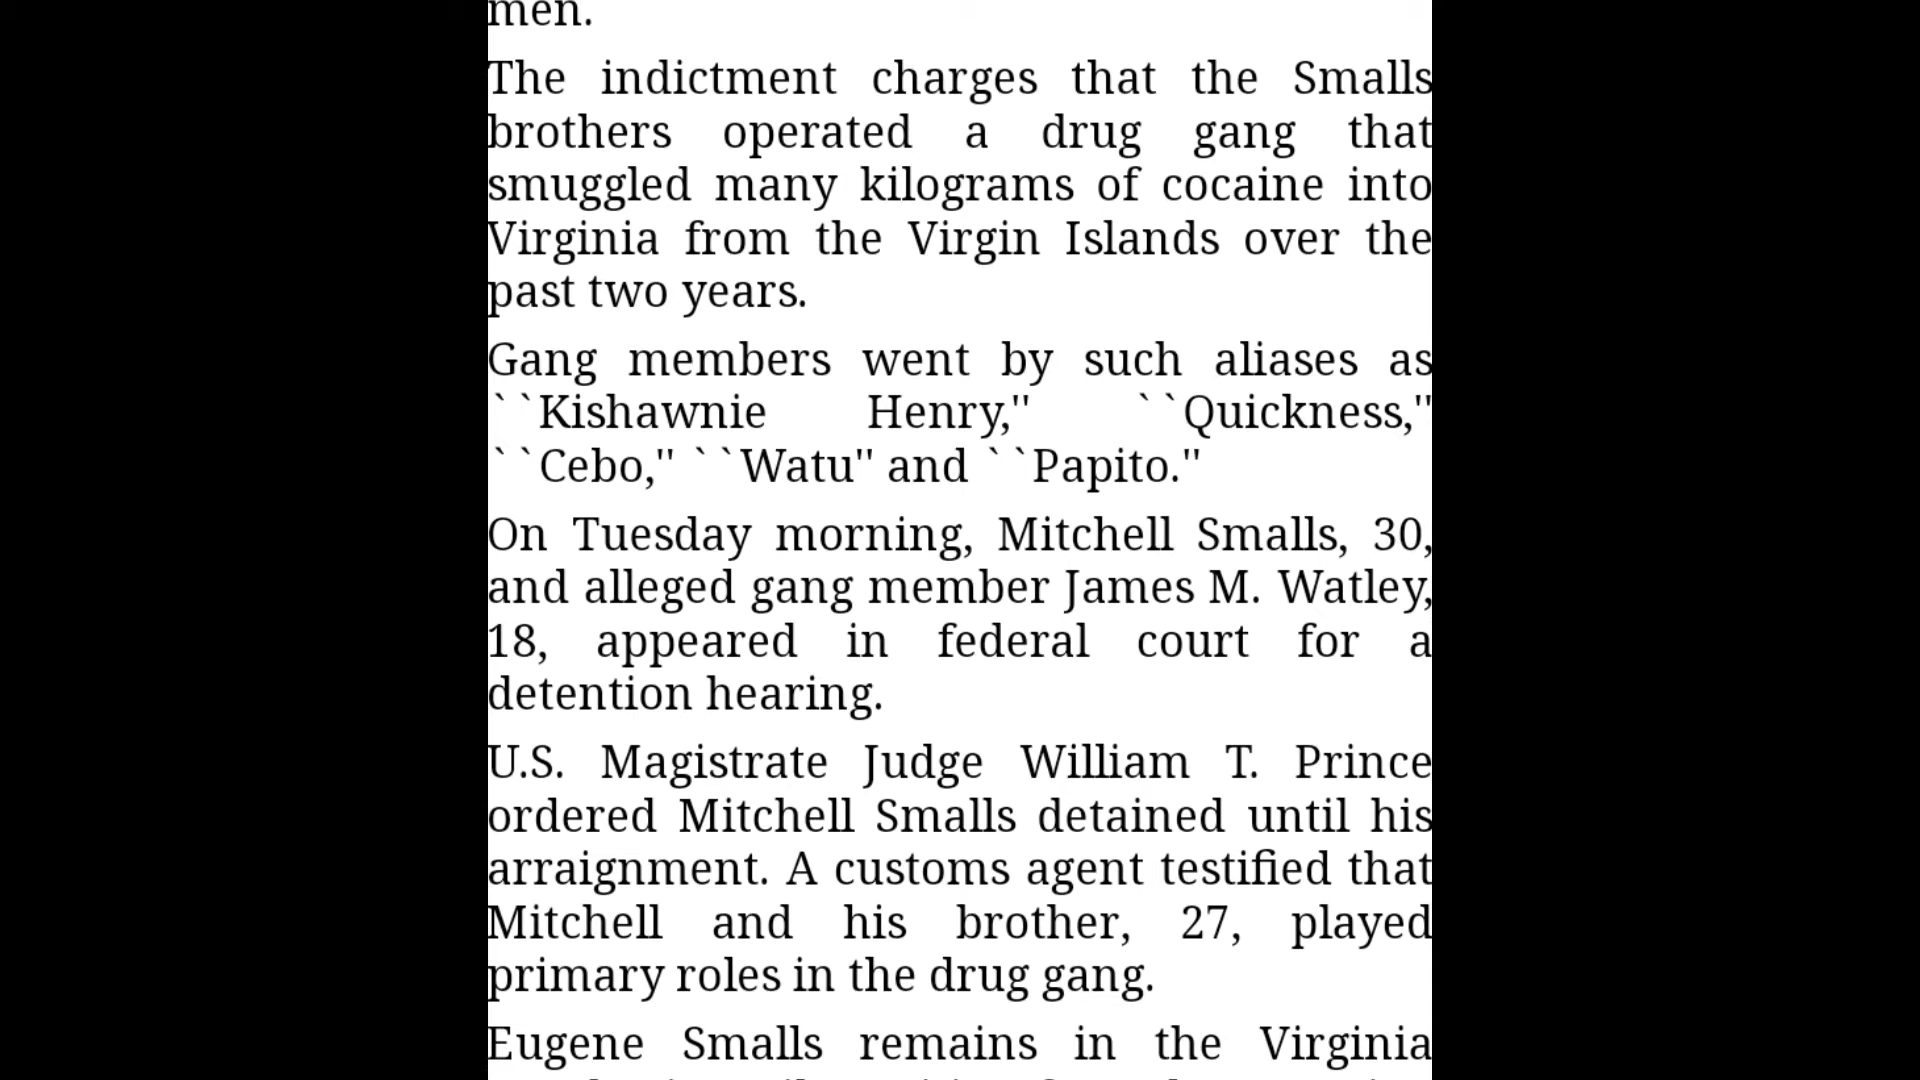 men.
The indictment charges that the Smalls
brothers operated a drug gang that
smuggled many kilograms of cocaine into
Virginia from the Virgin Islands over the
past two years.
Gang members went by such aliases as
``Kishawnie Henry,'' ``Quickness,''
``Cebo,'' ``Watu'' and ``Papito.''
On Tuesday morning, Mitchell Smalls, 30,
and alleged gang member James M. Watley,
18, appeared in federal court for a
detention hearing.
U.S. Magistrate Judge William T. Prince
ordered Mitchell Smalls detained until his
arraignment. A customs agent testified that
Mitchell and his brother, 27, played
primary roles in the drug gang.
Eugene Smalls remains in the Virginia